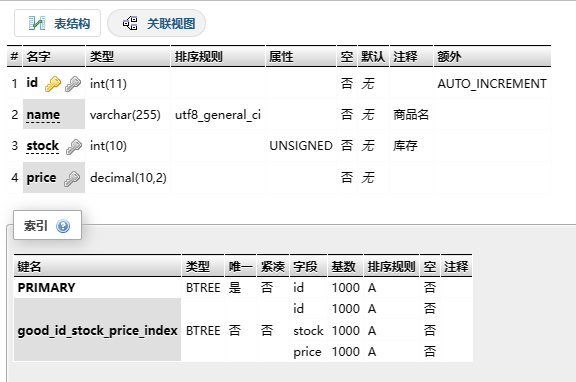 表结构 关联视图
# 名字 类型 排序规则 属性 空 默认 注释 额外
1 id int(11) 否 无 AUTO_INCREMENT
2 name varchar(255) utf8_general_ci 否 无 商品名
3 stock int(10) UNSIGNED 否 无 库存
4 price decimal(10,2) 否 无
索引
键名 类型 唯一 紧凑 字段 基数 排序规则 空 注释
PRIMARY BTREE 是 否 id 1000 A 否
id 1000 A 否
good_id_stock_price_index BTREE 否 否 stock 1000 A 否
price 1000 A 否